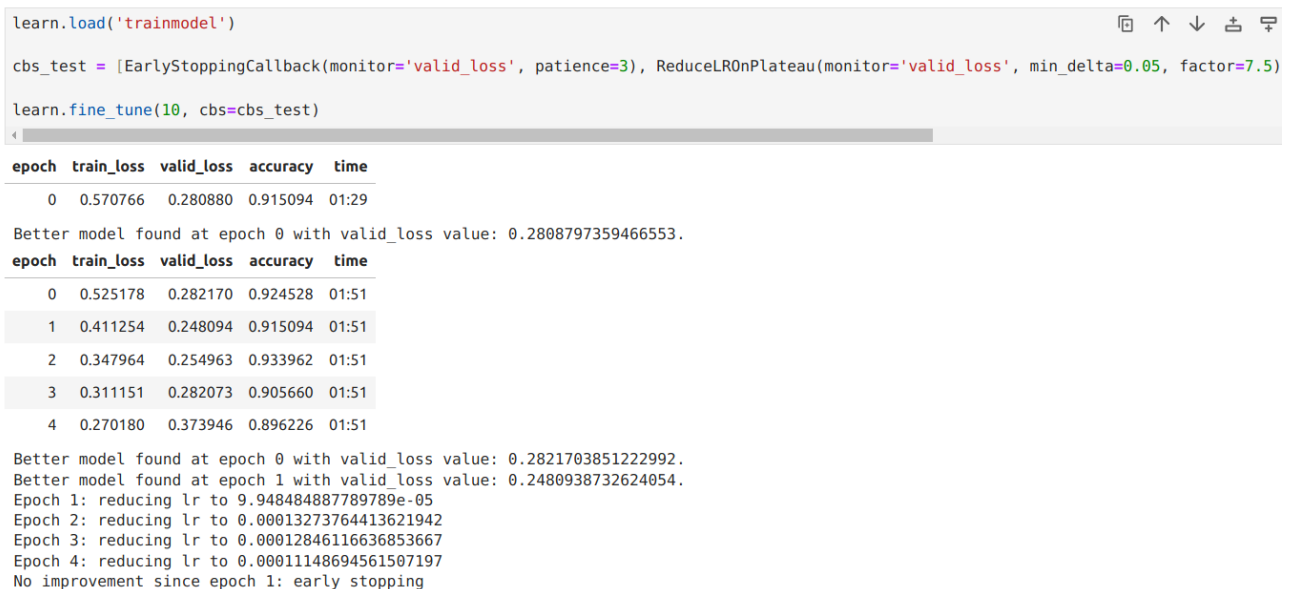 learn.load('trainmodel')
cbs_test = [EarlyStoppingCallback(monitor='valid_loss', patience=3), ReduceLROnPlateau(monitor='valid_loss', min_delta=0.05, factor=7.5)
learn.fine_tune(10, cbs=cbs_test)
epoch train_loss valid_loss accuracy time
0 0.570766 0.280880 0.915094 01:29
Better model found at epoch 0 with valid_loss value: 0.2808797359466553.
epoch train_loss valid_loss accuracy time
0 0.525178 0.282170 0.924528 01:51
1 0.411254 0.248094 0.915094 01:51
2 0.347964 0.254963 0.933962 01:51
3 0.311151 0.282073 0.905660 01:51
4 0.270180 0.373946 0.896226 01:51
Better model found at epoch 0 with valid_loss value: 0.2821703851222992.
Better model found at epoch 1 with valid_loss value: 0.2480938732624054.
Epoch 1: reducing lr to 9.948484887789789e-05
Epoch 2: reducing lr to 0.00013273764413621942
Epoch 3: reducing lr to 0.00012846116636853667
Epoch 4: reducing lr to 0.00011148694561507197
No improvement since epoch 1: early stopping